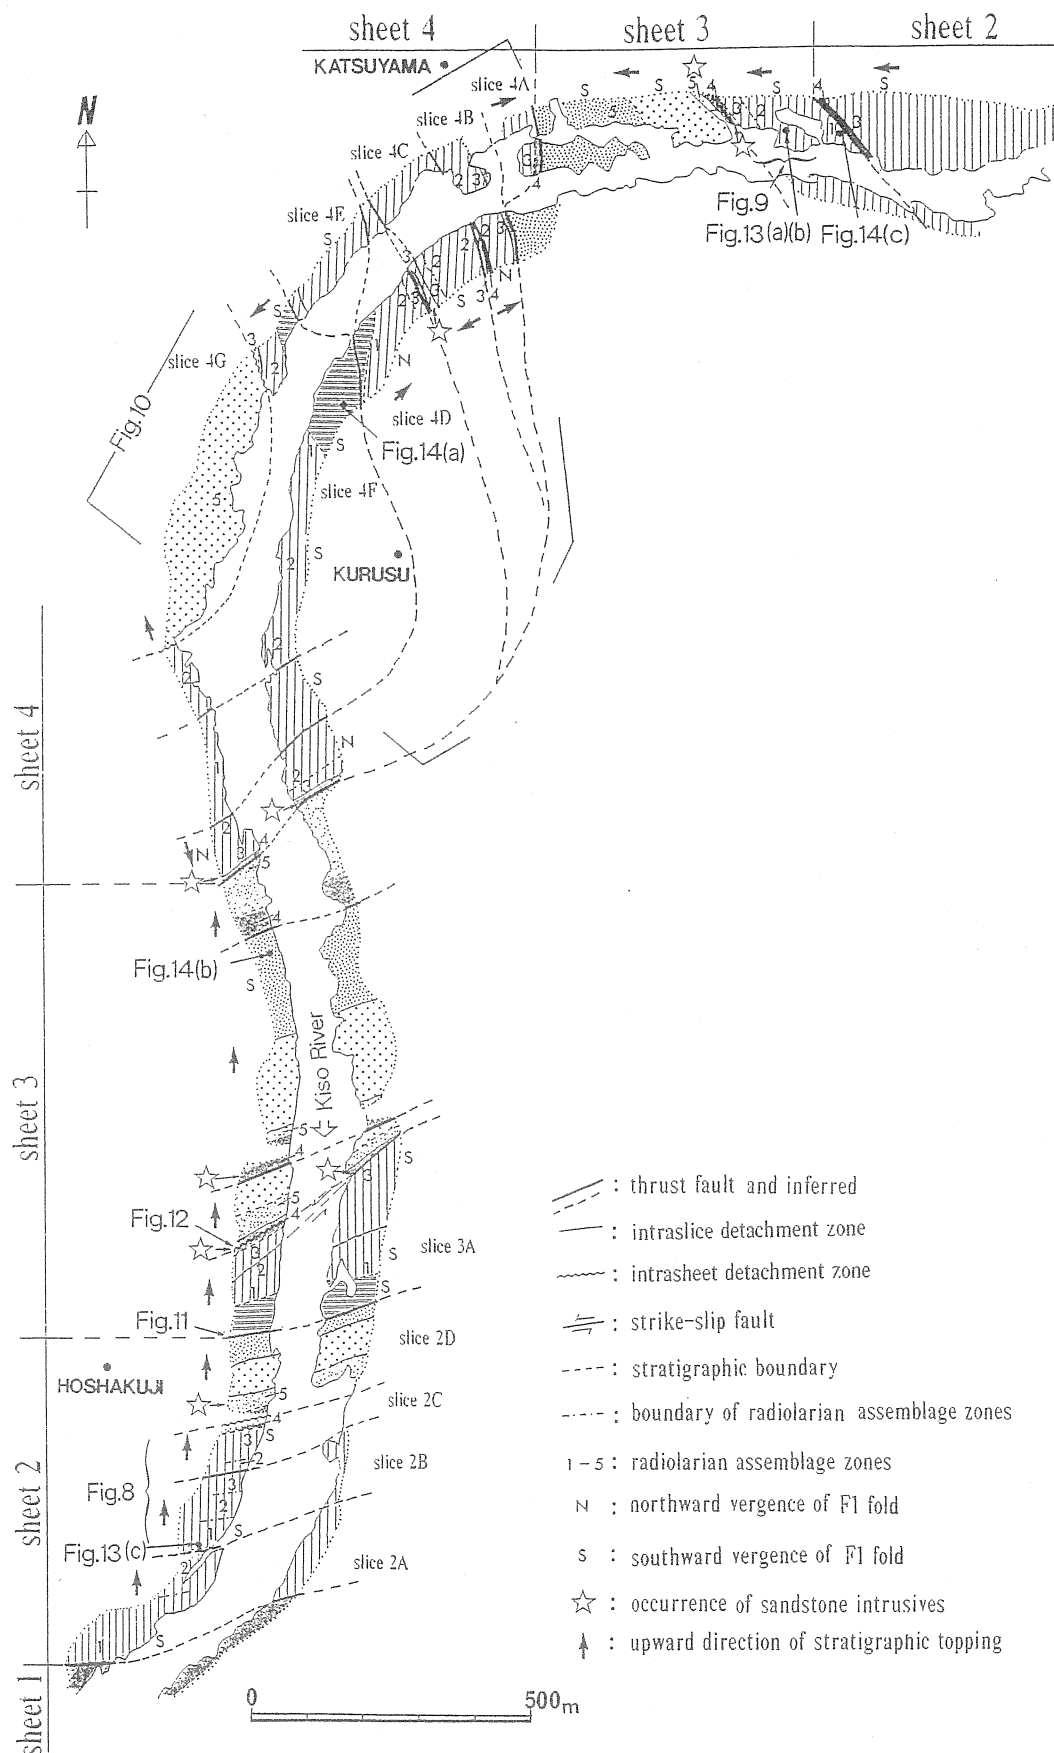 sheet 4
sheet 3
sheet 2
KATSUYAMA
slice 4A
slice 4B
slice 4C
slice 4E
N
Fig.9
Fig.13(a)(b)
Fig.14(c)
slice 4G
slice 4D
Fig.10
Fig.14(a)
slice 4F
KURUSU
sheet 4
Fig.14(b)
Kiso River
sheet 3
Fig.12
slice 3A
Fig.11
slice 2D
HOSHAKUJI
slice 2C
slice 2B
Fig.8
sheet 2
Fig.13(c)
slice 2A
sheet 1
: thrust fault and inferred
: intraslice detachment zone
: intrasheet detachment zone
: strike-slip fault
: stratigraphic boundary
: boundary of radiolarian assemblage zones
1-5 : radiolarian assemblage zones
N : northward vergence of F1 fold
S : southward vergence of F1 fold
: occurrence of sandstone intrusives
: upward direction of stratigraphic topping
0 500m